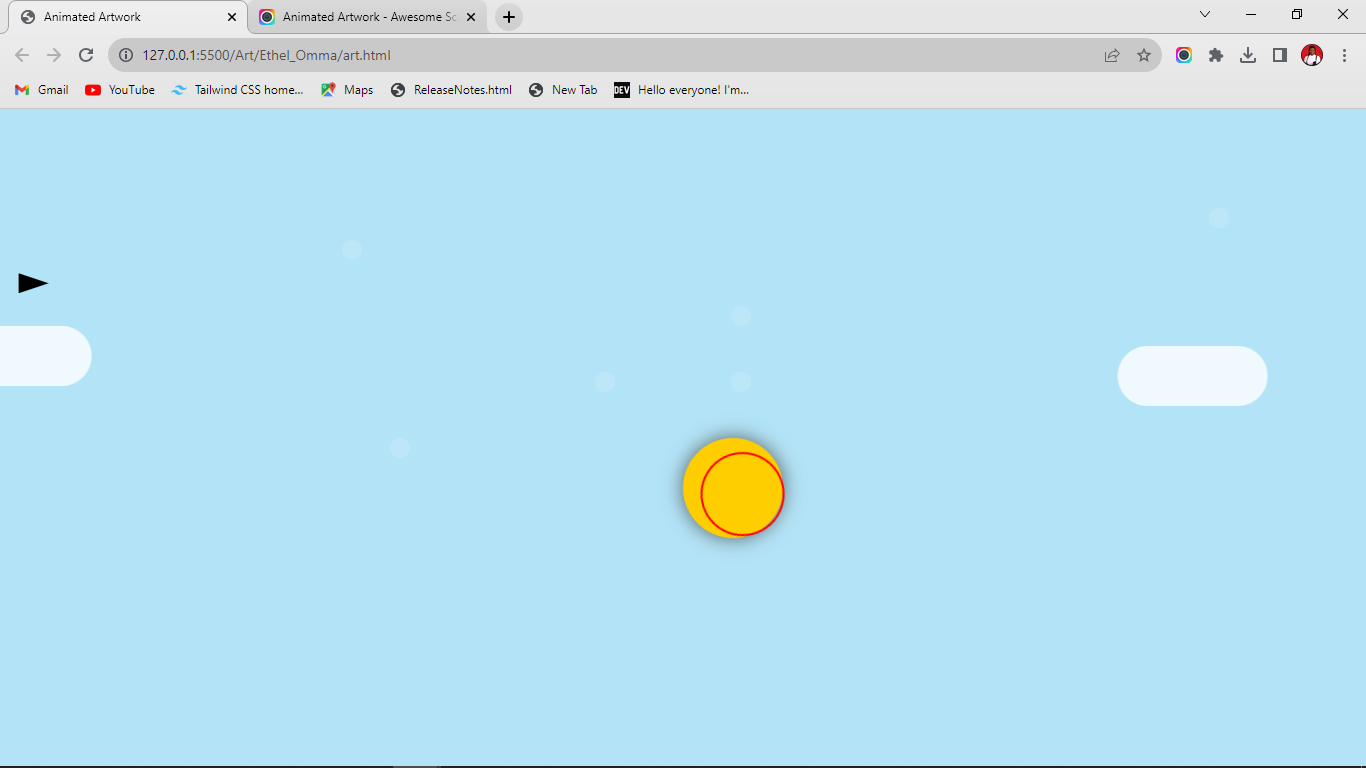 Animated Artwork
Animated Artwork - Awesome Sc
127.0.0.1:5500/Art/Ethel_Omma/art.html
Gmail YouTube Tailwind CSS home... Maps ReleaseNotes.html New Tab DEV Hello everyone! I'm...